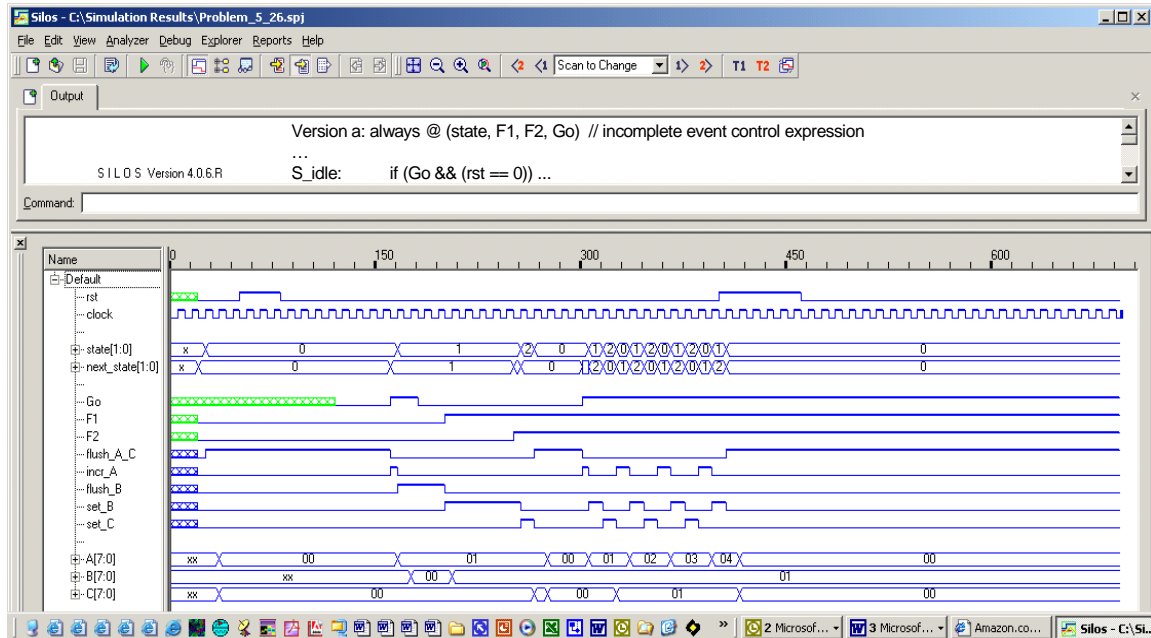 Silos - C:\Simulation Results\Problem_5_26.spj
File Edit View Analyzer Debug Explorer Reports Help
‹2 ‹1 Scan to Change 1› 2› T1 T2
Output
Version a: always @ (state, F1, F2, Go) // incomplete event control expression
…
S I L O S Version 4.0.6.R S_idle: if (Go && (rst == 0)) ...
Command:
Name 0 150 300 450 600
Default
rst
clock
state[1:0] x 0 1 2 0 1 2 0 1 2 0 1 2 0 1 0
next_state[1:0] x 0 1 0 2 0 1 2 0 1 2 0 1 2 0
Go
F1
F2
flush_A_C
incr_A
flush_B
set_B
set_C
A[7:0] xx 00 01 00 01 02 03 04 00
B[7:0] xx 00 01
C[7:0] xx 00 00 01 00
2 Microsof... 3 Microsof... Amazon.co... Silos - C:\Si...